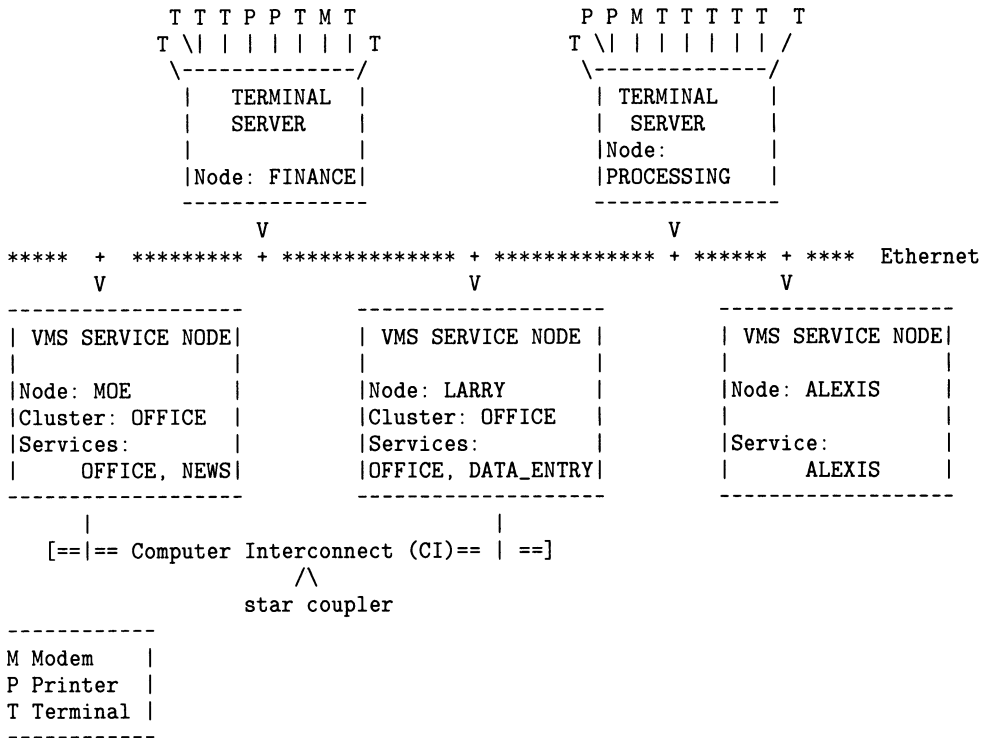 T T T P P T M T P P M T T T T T T
T \| | | | | | | T T \| | | | | | | /
\--------------/ \--------------/
| TERMINAL | | TERMINAL |
| SERVER | | SERVER |
| | |Node: |
|Node: FINANCE| |PROCESSING |
--------------- ---------------
V V
***** + ********* + ************** + ************* + ****** + **** Ethernet
V V V
------------------- -------------------- -------------------
| VMS SERVICE NODE| | VMS SERVICE NODE | | VMS SERVICE NODE|
| | | | | |
|Node: MOE | |Node: LARRY | |Node: ALEXIS |
|Cluster: OFFICE | |Cluster: OFFICE | | |
|Services: | |Services: | |Service: |
| OFFICE, NEWS| |OFFICE, DATA_ENTRY| | ALEXIS |
------------------- -------------------- -------------------
| |
[==|== Computer Interconnect (CI)== | ==]
/\
star coupler
------------
M Modem |
P Printer |
T Terminal |
------------